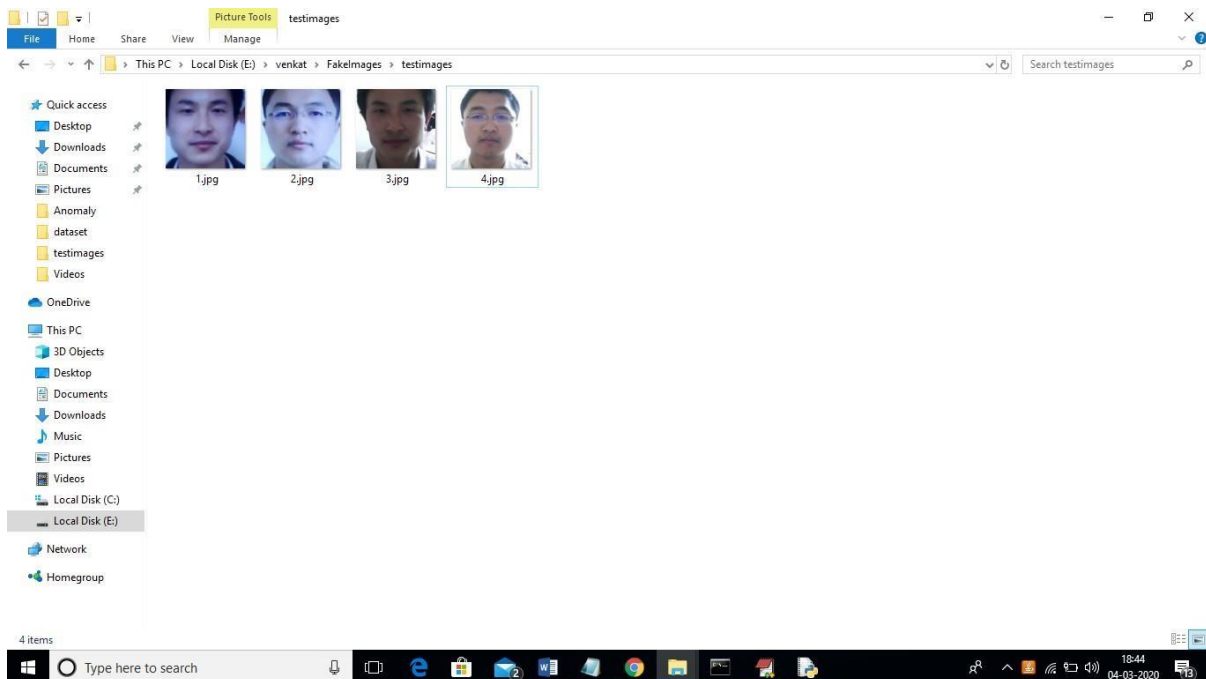 Picture Tools testimages
File Home Share View Manage
This PC > Local Disk (E:) > venkat > FakeImages > testimages
Search testimages
Quick access
Desktop
Downloads
Documents
Pictures
Anomaly
dataset
testimages
Videos
OneDrive
This PC
3D Objects
Desktop
Documents
Downloads
Music
Pictures
Videos
Local Disk (C:)
Local Disk (E:)
Network
Homegroup
1.jpg 2.jpg 3.jpg 4.jpg
4 items
Type here to search
2
18:44
04-03-2020
13